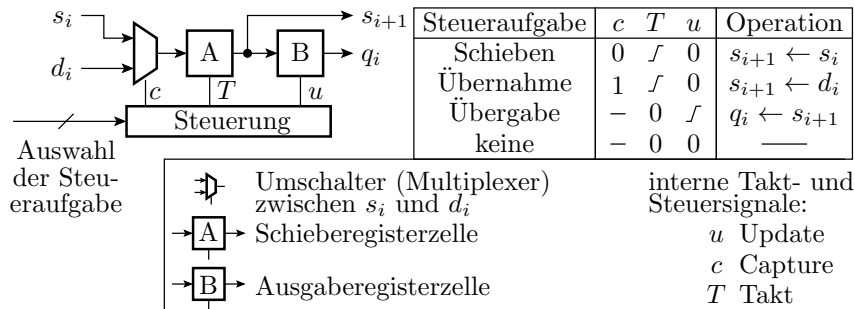 s_i
d_i
A
B
s_{i+1}
q_i
c
T
u
Steuerung
Auswahl
der Steu-
eraufgabe
Steueraufgabe c T u Operation
Schieben 0 0 s_{i+1} ← s_i
Übernahme 1 0 s_{i+1} ← d_i
Übergabe – 0 q_i ← s_{i+1}
keine – 0 0 —
Umschalter (Multiplexer)
zwischen s_i und d_i
A Schieberegisterzelle
B Ausgaberegisterzelle
interne Takt- und
Steuersignale:
u Update
c Capture
T Takt